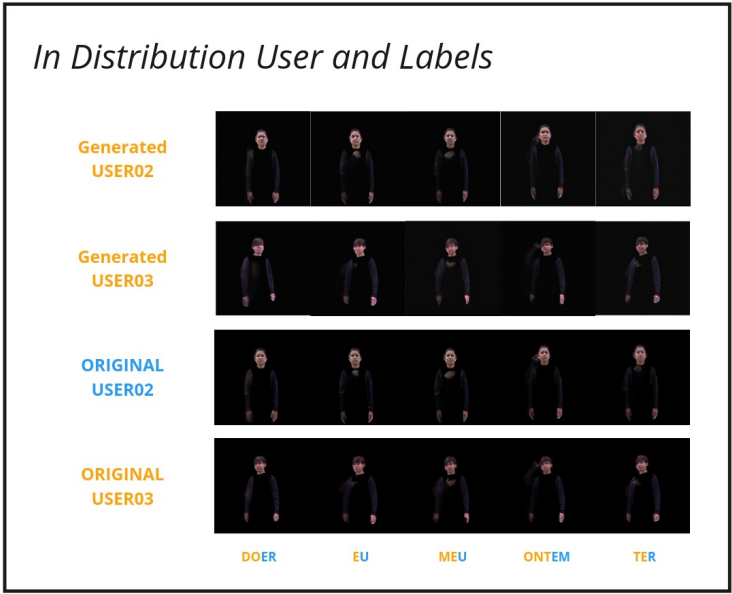 In Distribution User and Labels
Generated
USER02
Generated
USER03
ORIGINAL
USER02
ORIGINAL
USER03
DOER EU MEU ONTEM TER